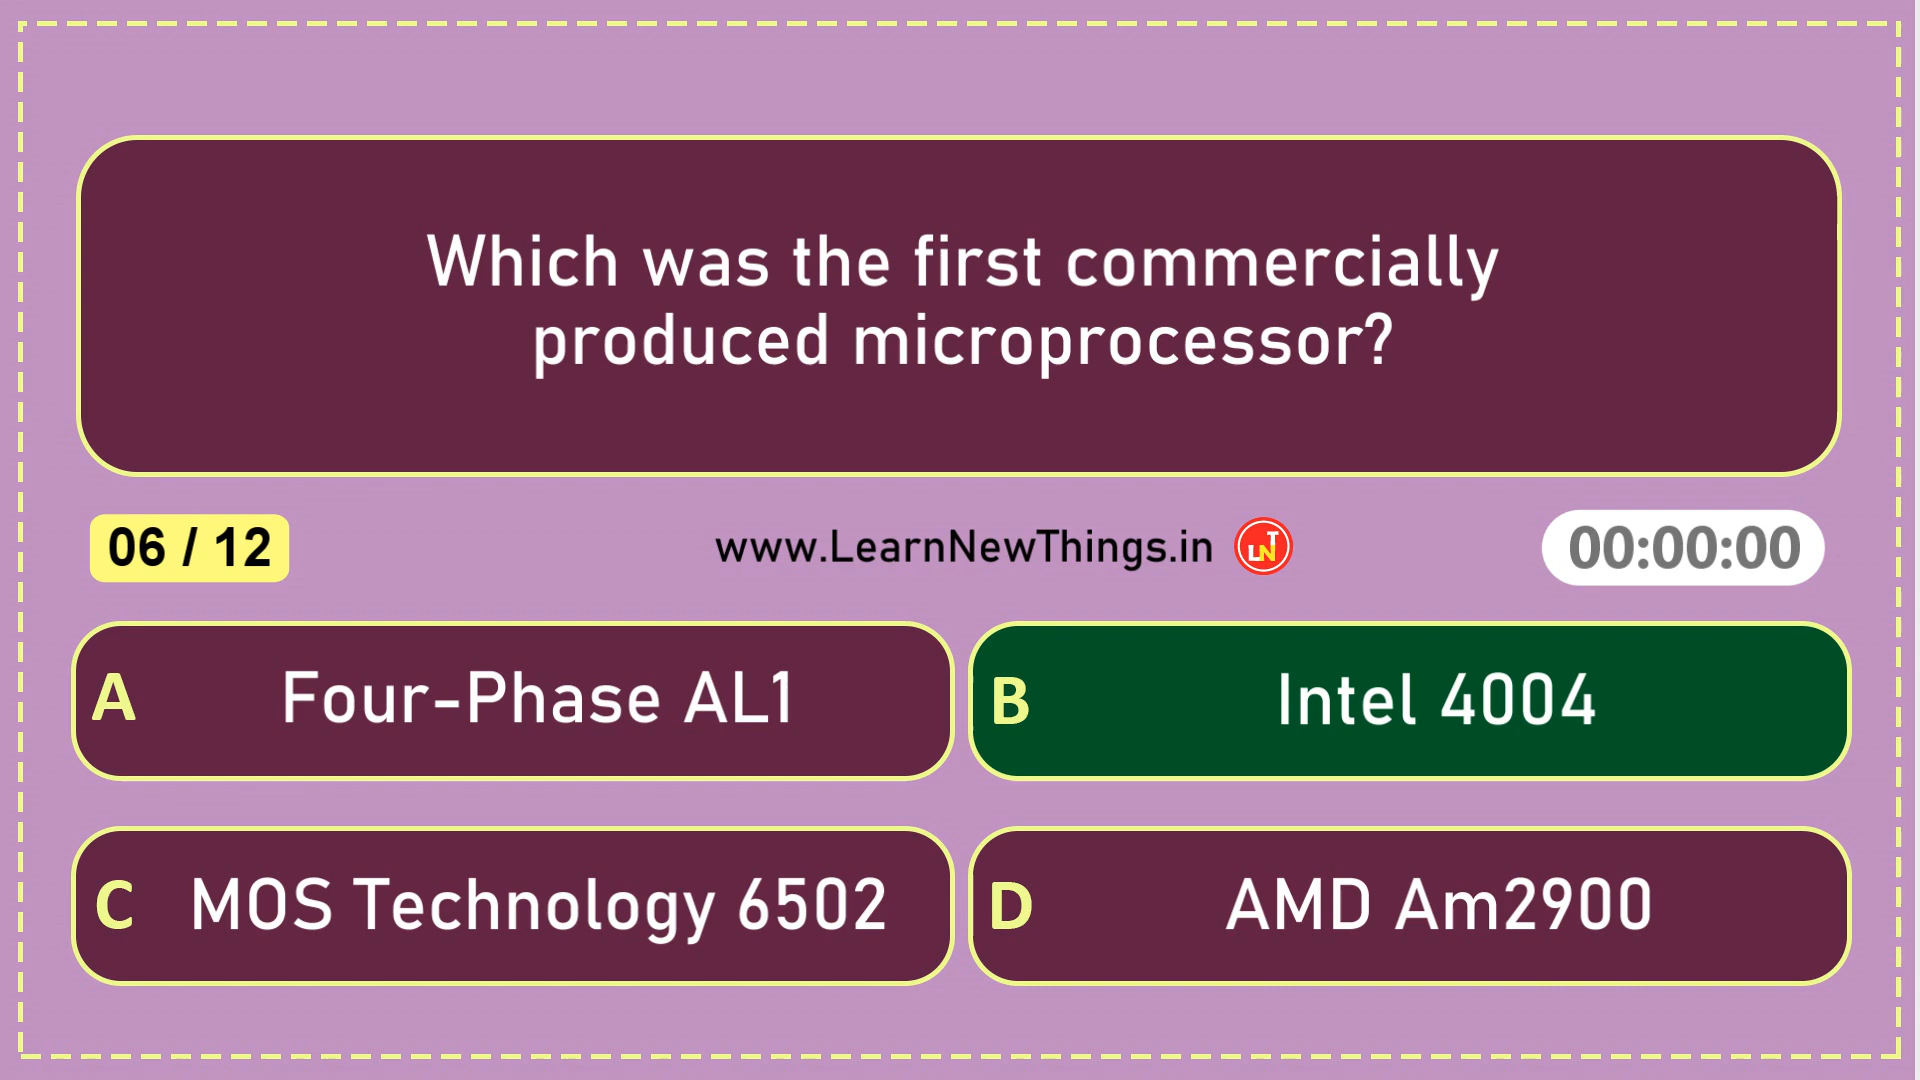 Which was the first commercially
produced microprocessor?
06 / 12
www.LearnNewThings.in
LNT
00:00:00
A Four-Phase AL1
B Intel 4004
C MOS Technology 6502
D AMD Am2900